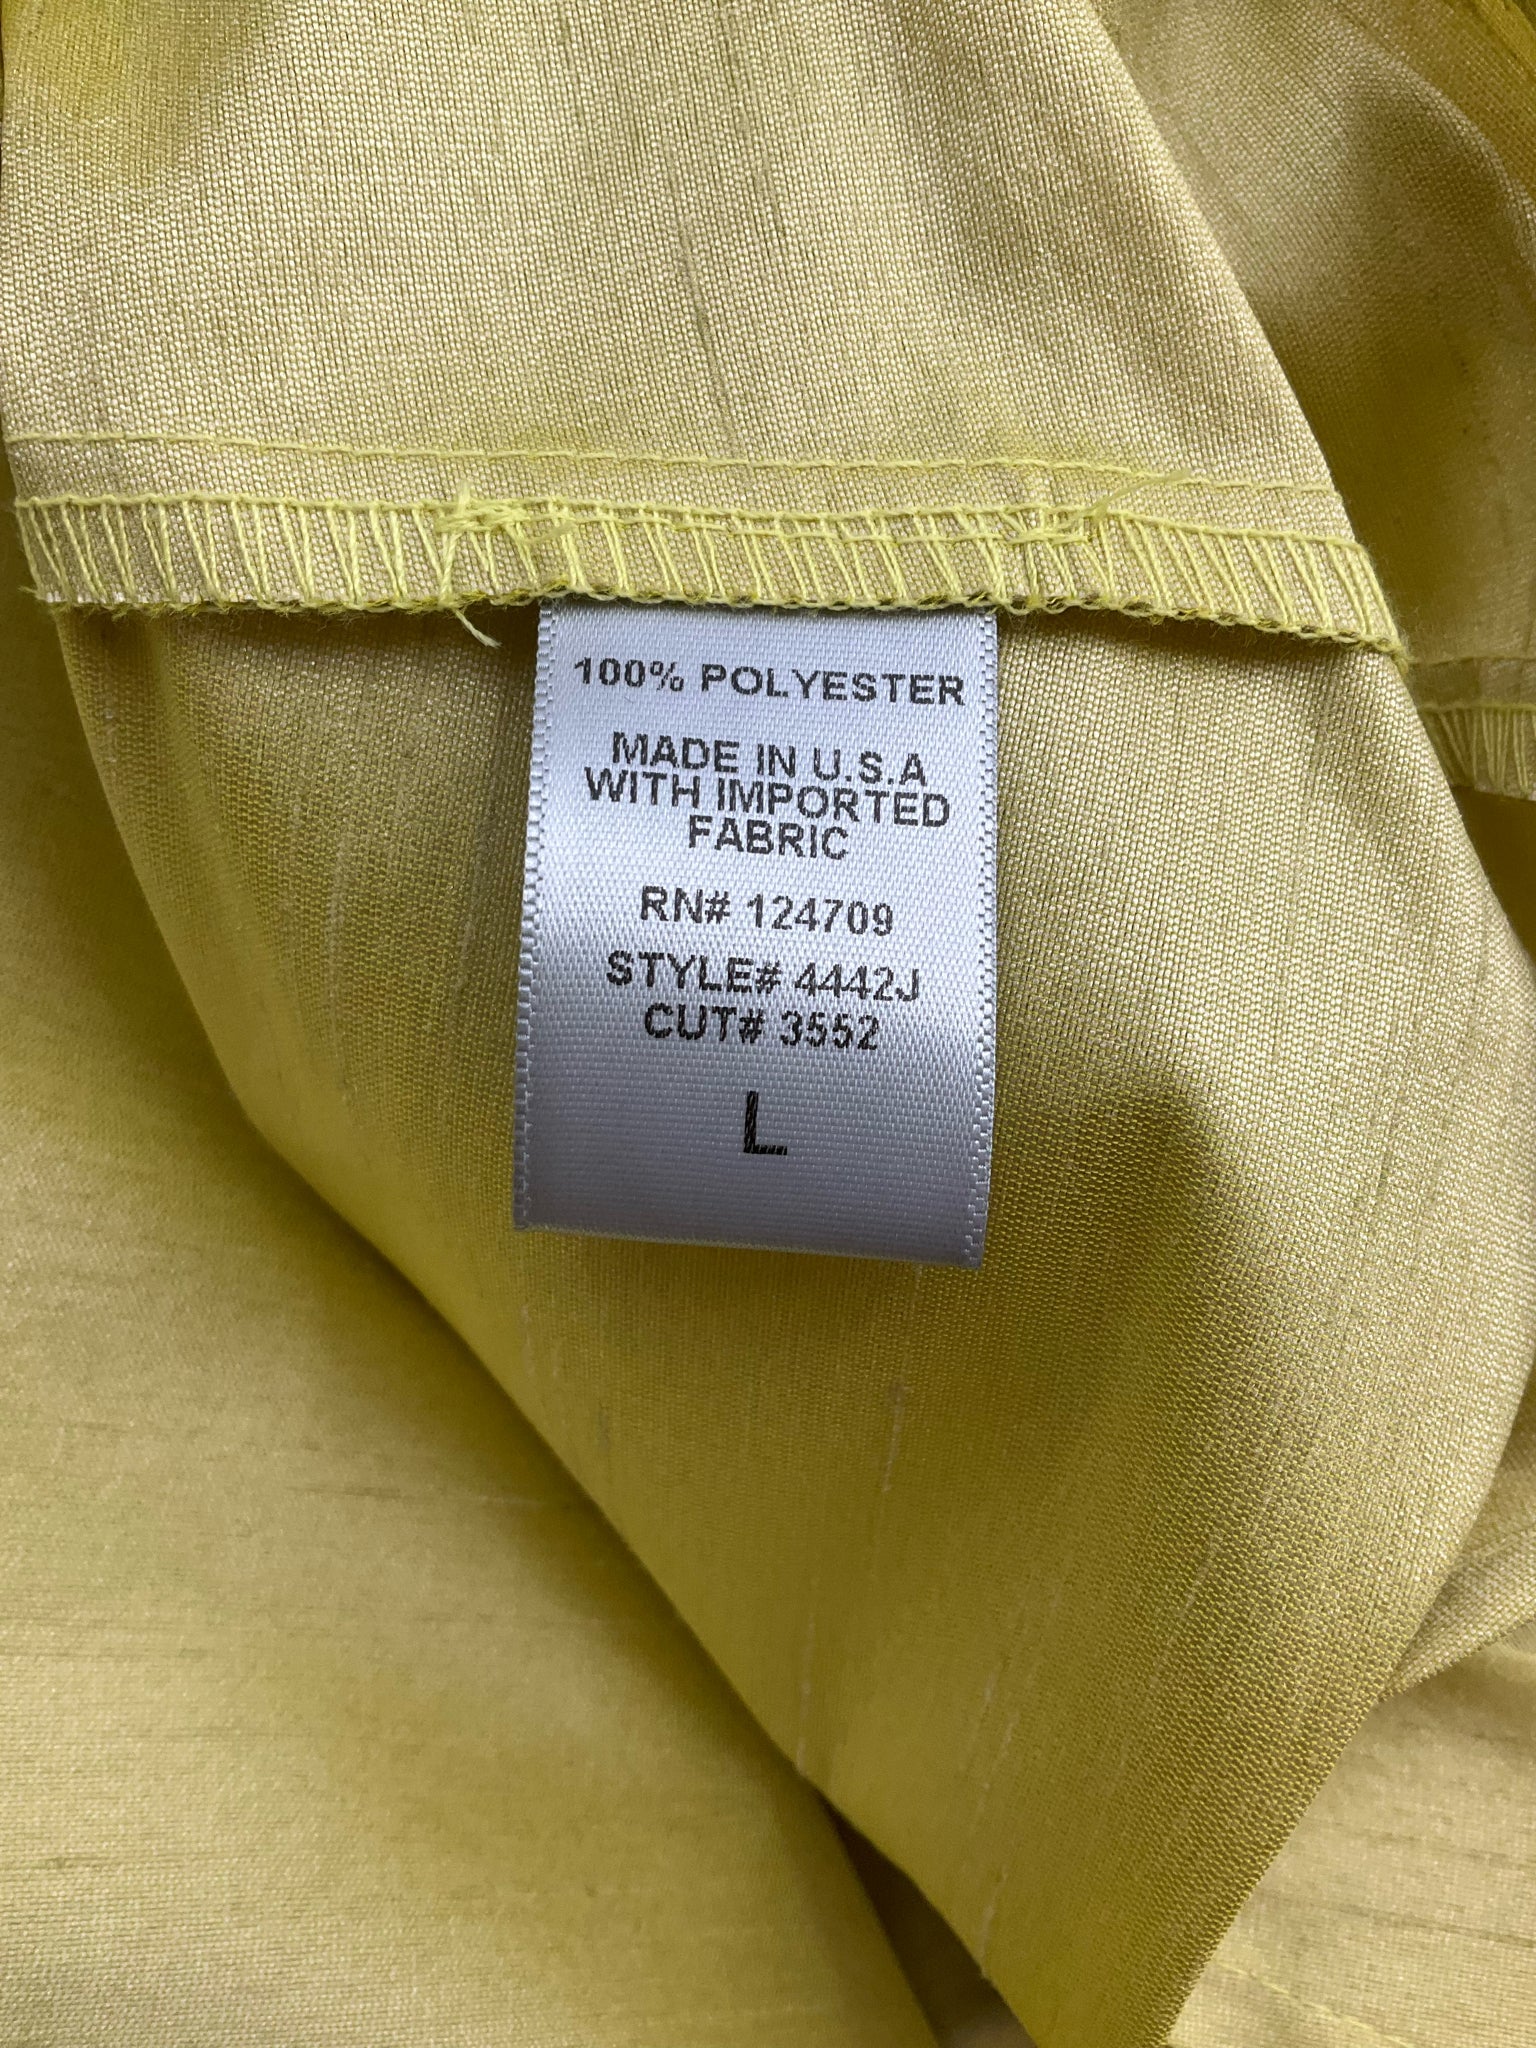 100% POLYESTER
MADE IN U.S.A
WITH IMPORTED
FABRIC
RN# 124709
STYLE# 4442J
CUT# 3552
L